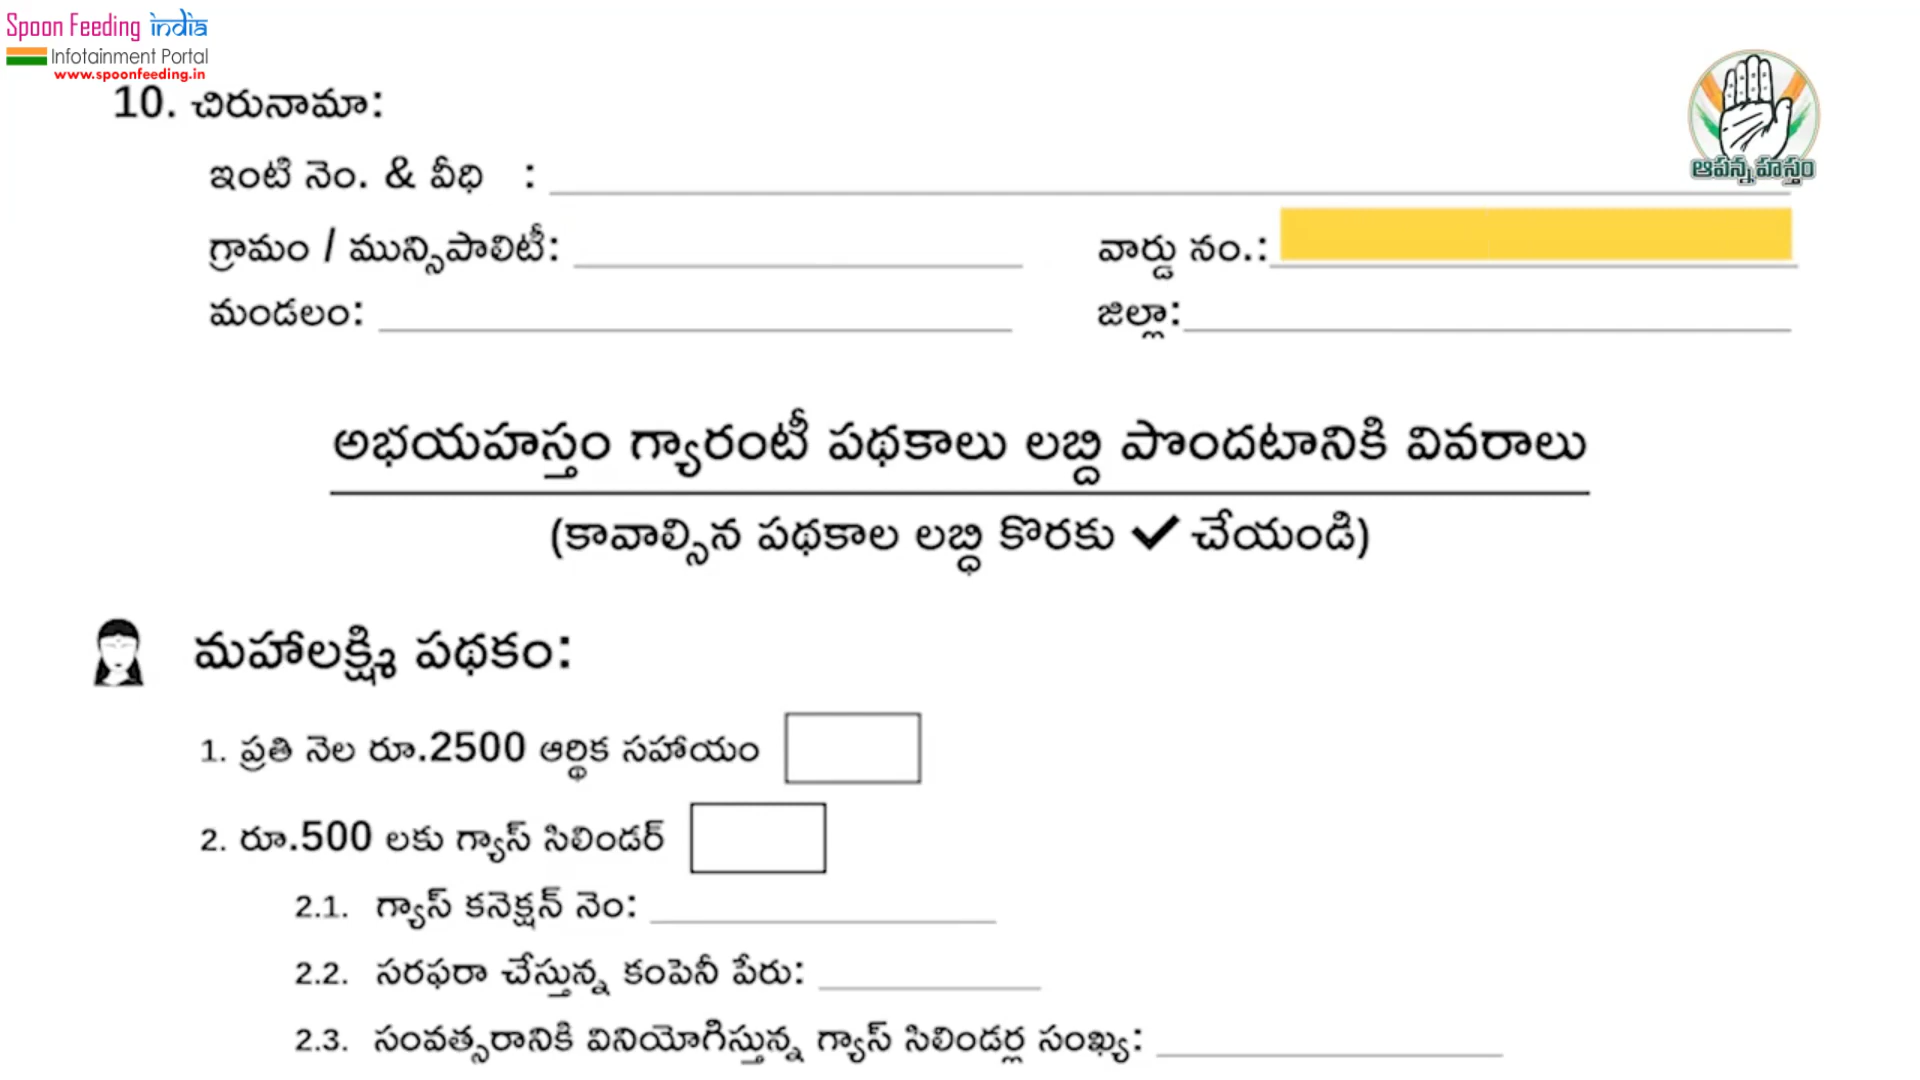 Spoon Feeding India
Infotainment Portal
www.spoonfeeding.in
ఆపన్న హస్తం
10. చిరునామా:
ఇంటి నెం. & వీధి :
గ్రామం / మున్సిపాలిటీ: వార్డు నం.:
మండలం: జిల్లా:
అభయహస్తం గ్యారంటీ పథకాలు లబ్ది పొందటానికి వివరాలు
(కావాల్సిన పథకాల లబ్ధి కొరకు ✔ చేయండి)
మహాలక్ష్మి పథకం:
1. ప్రతి నెల రూ.2500 ఆర్థిక సహాయం
2. రూ.500 లకు గ్యాస్ సిలిండర్
2.1. గ్యాస్ కనెక్షన్ నెం:
2.2. సరఫరా చేస్తున్న కంపెనీ పేరు:
2.3. సంవత్సరానికి వినియోగిస్తున్న గ్యాస్ సిలిండర్ల సంఖ్య: